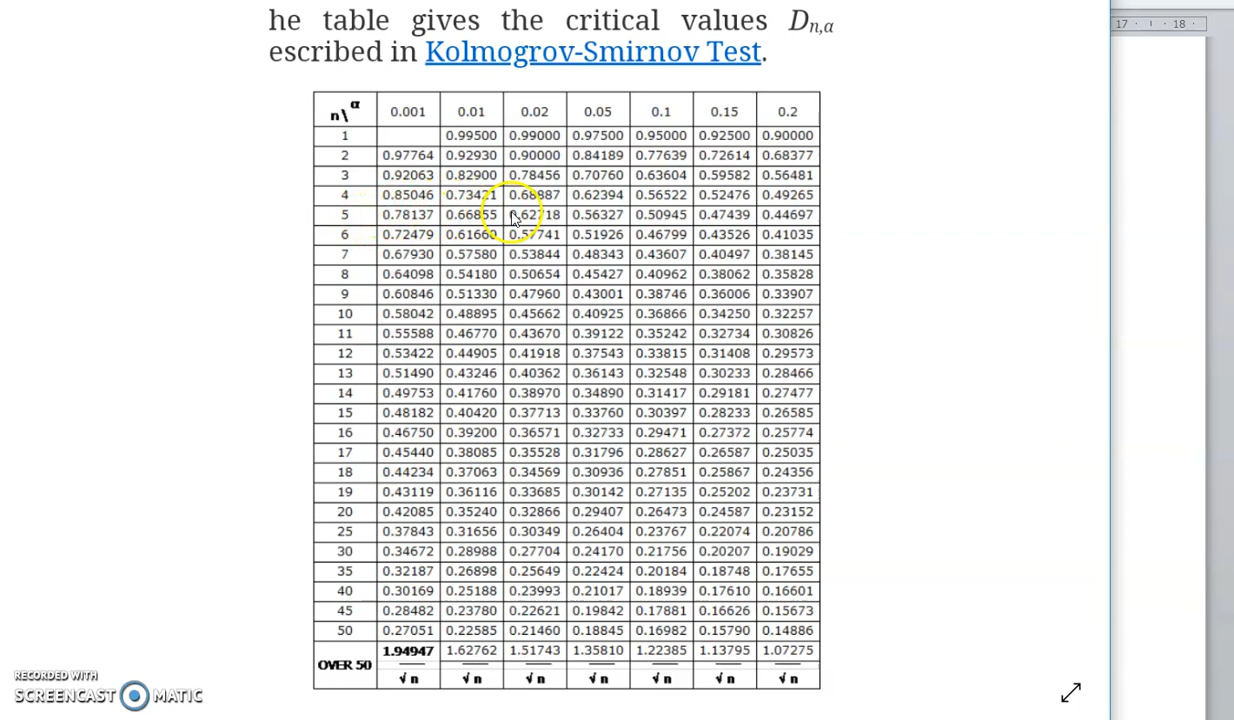 he table gives the critical values Dn,α
escribed in Kolmogrov-Smirnov Test.
17 18
n\α 0.001 0.01 0.02 0.05 0.1 0.15 0.2
1 0.99500 0.99000 0.97500 0.95000 0.92500 0.90000
2 0.97764 0.92930 0.90000 0.84189 0.77639 0.72614 0.68377
3 0.92063 0.82900 0.78456 0.70760 0.63604 0.59582 0.56481
4 0.85046 0.73421 0.68887 0.62394 0.56522 0.52476 0.49265
5 0.78137 0.66855 0.62718 0.56327 0.50945 0.47439 0.44697
6 0.72479 0.61660 0.57741 0.51926 0.46799 0.43526 0.41035
7 0.67930 0.57580 0.53844 0.48343 0.43607 0.40497 0.38145
8 0.64098 0.54180 0.50654 0.45427 0.40962 0.38062 0.35828
9 0.60846 0.51330 0.47960 0.43001 0.38746 0.36006 0.33907
10 0.58042 0.48895 0.45662 0.40925 0.36866 0.34250 0.32257
11 0.55588 0.46770 0.43670 0.39122 0.35242 0.32734 0.30826
12 0.53422 0.44905 0.41918 0.37543 0.33815 0.31408 0.29573
13 0.51490 0.43246 0.40362 0.36143 0.32548 0.30233 0.28466
14 0.49753 0.41760 0.38970 0.34890 0.31417 0.29181 0.27477
15 0.48182 0.40420 0.37713 0.33760 0.30397 0.28233 0.26585
16 0.46750 0.39200 0.36571 0.32733 0.29471 0.27372 0.25774
17 0.45440 0.38085 0.35528 0.31796 0.28627 0.26587 0.25035
18 0.44234 0.37063 0.34569 0.30936 0.27851 0.25867 0.24356
19 0.43119 0.36116 0.33685 0.30142 0.27135 0.25202 0.23731
20 0.42085 0.35240 0.32866 0.29407 0.26473 0.24587 0.23152
25 0.37843 0.31656 0.30349 0.26404 0.23767 0.22074 0.20786
30 0.34672 0.28988 0.27704 0.24170 0.21756 0.20207 0.19029
35 0.32187 0.26898 0.25649 0.22424 0.20184 0.18748 0.17655
40 0.30169 0.25188 0.23993 0.21017 0.18939 0.17610 0.16601
45 0.28482 0.23780 0.22621 0.19842 0.17881 0.16626 0.15673
50 0.27051 0.22585 0.21460 0.18845 0.16982 0.15790 0.14886
OVER 50 1.94947 1.62762 1.51743 1.35810 1.22385 1.13795 1.07275
√n √n √n √n √n √n √n
RECORDED WITH
SCREENCAST MATIC